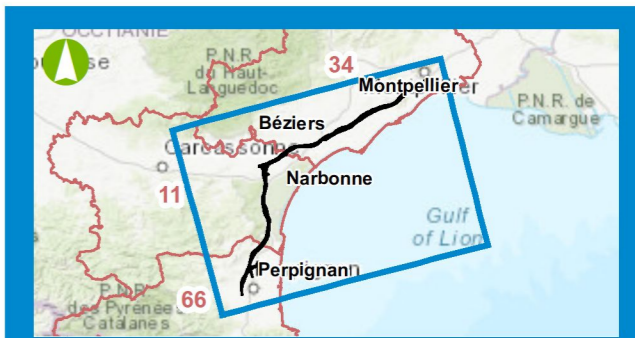 OCCITANIE
P.N.R.
du Haut-
Languedoc
34
Montpellier
P.N.R. de
Camargue
Béziers
Carcassonne
Narbonne
11
Gulf
of Lion
Perpignan
66
P.N.R.
des Pyrénées
Catalanes